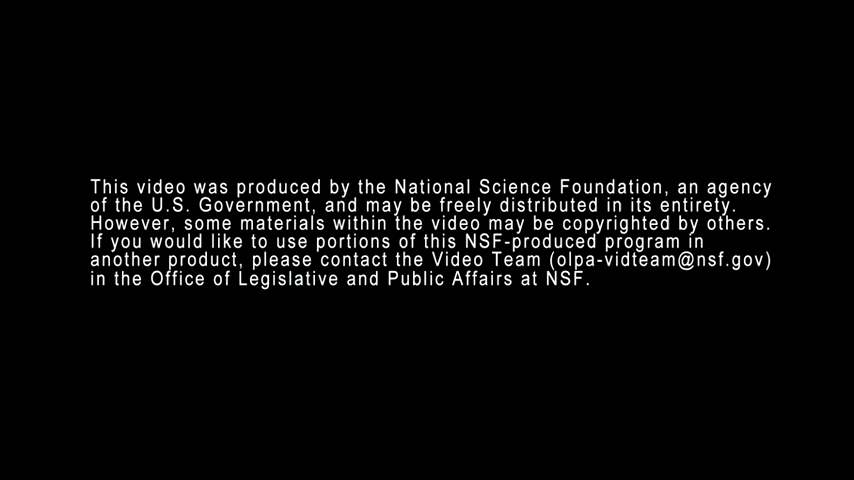 This video was produced by the National Science Foundation, an agency
of the U.S. Government, and may be freely distributed in its entirety.
However, some materials within the video may be copyrighted by others.
If you would like to use portions of this NSF-produced program in
another product, please contact the Video Team (olpa-vidteam@nsf.gov)
in the Office of Legislative and Public Affairs at NSF.